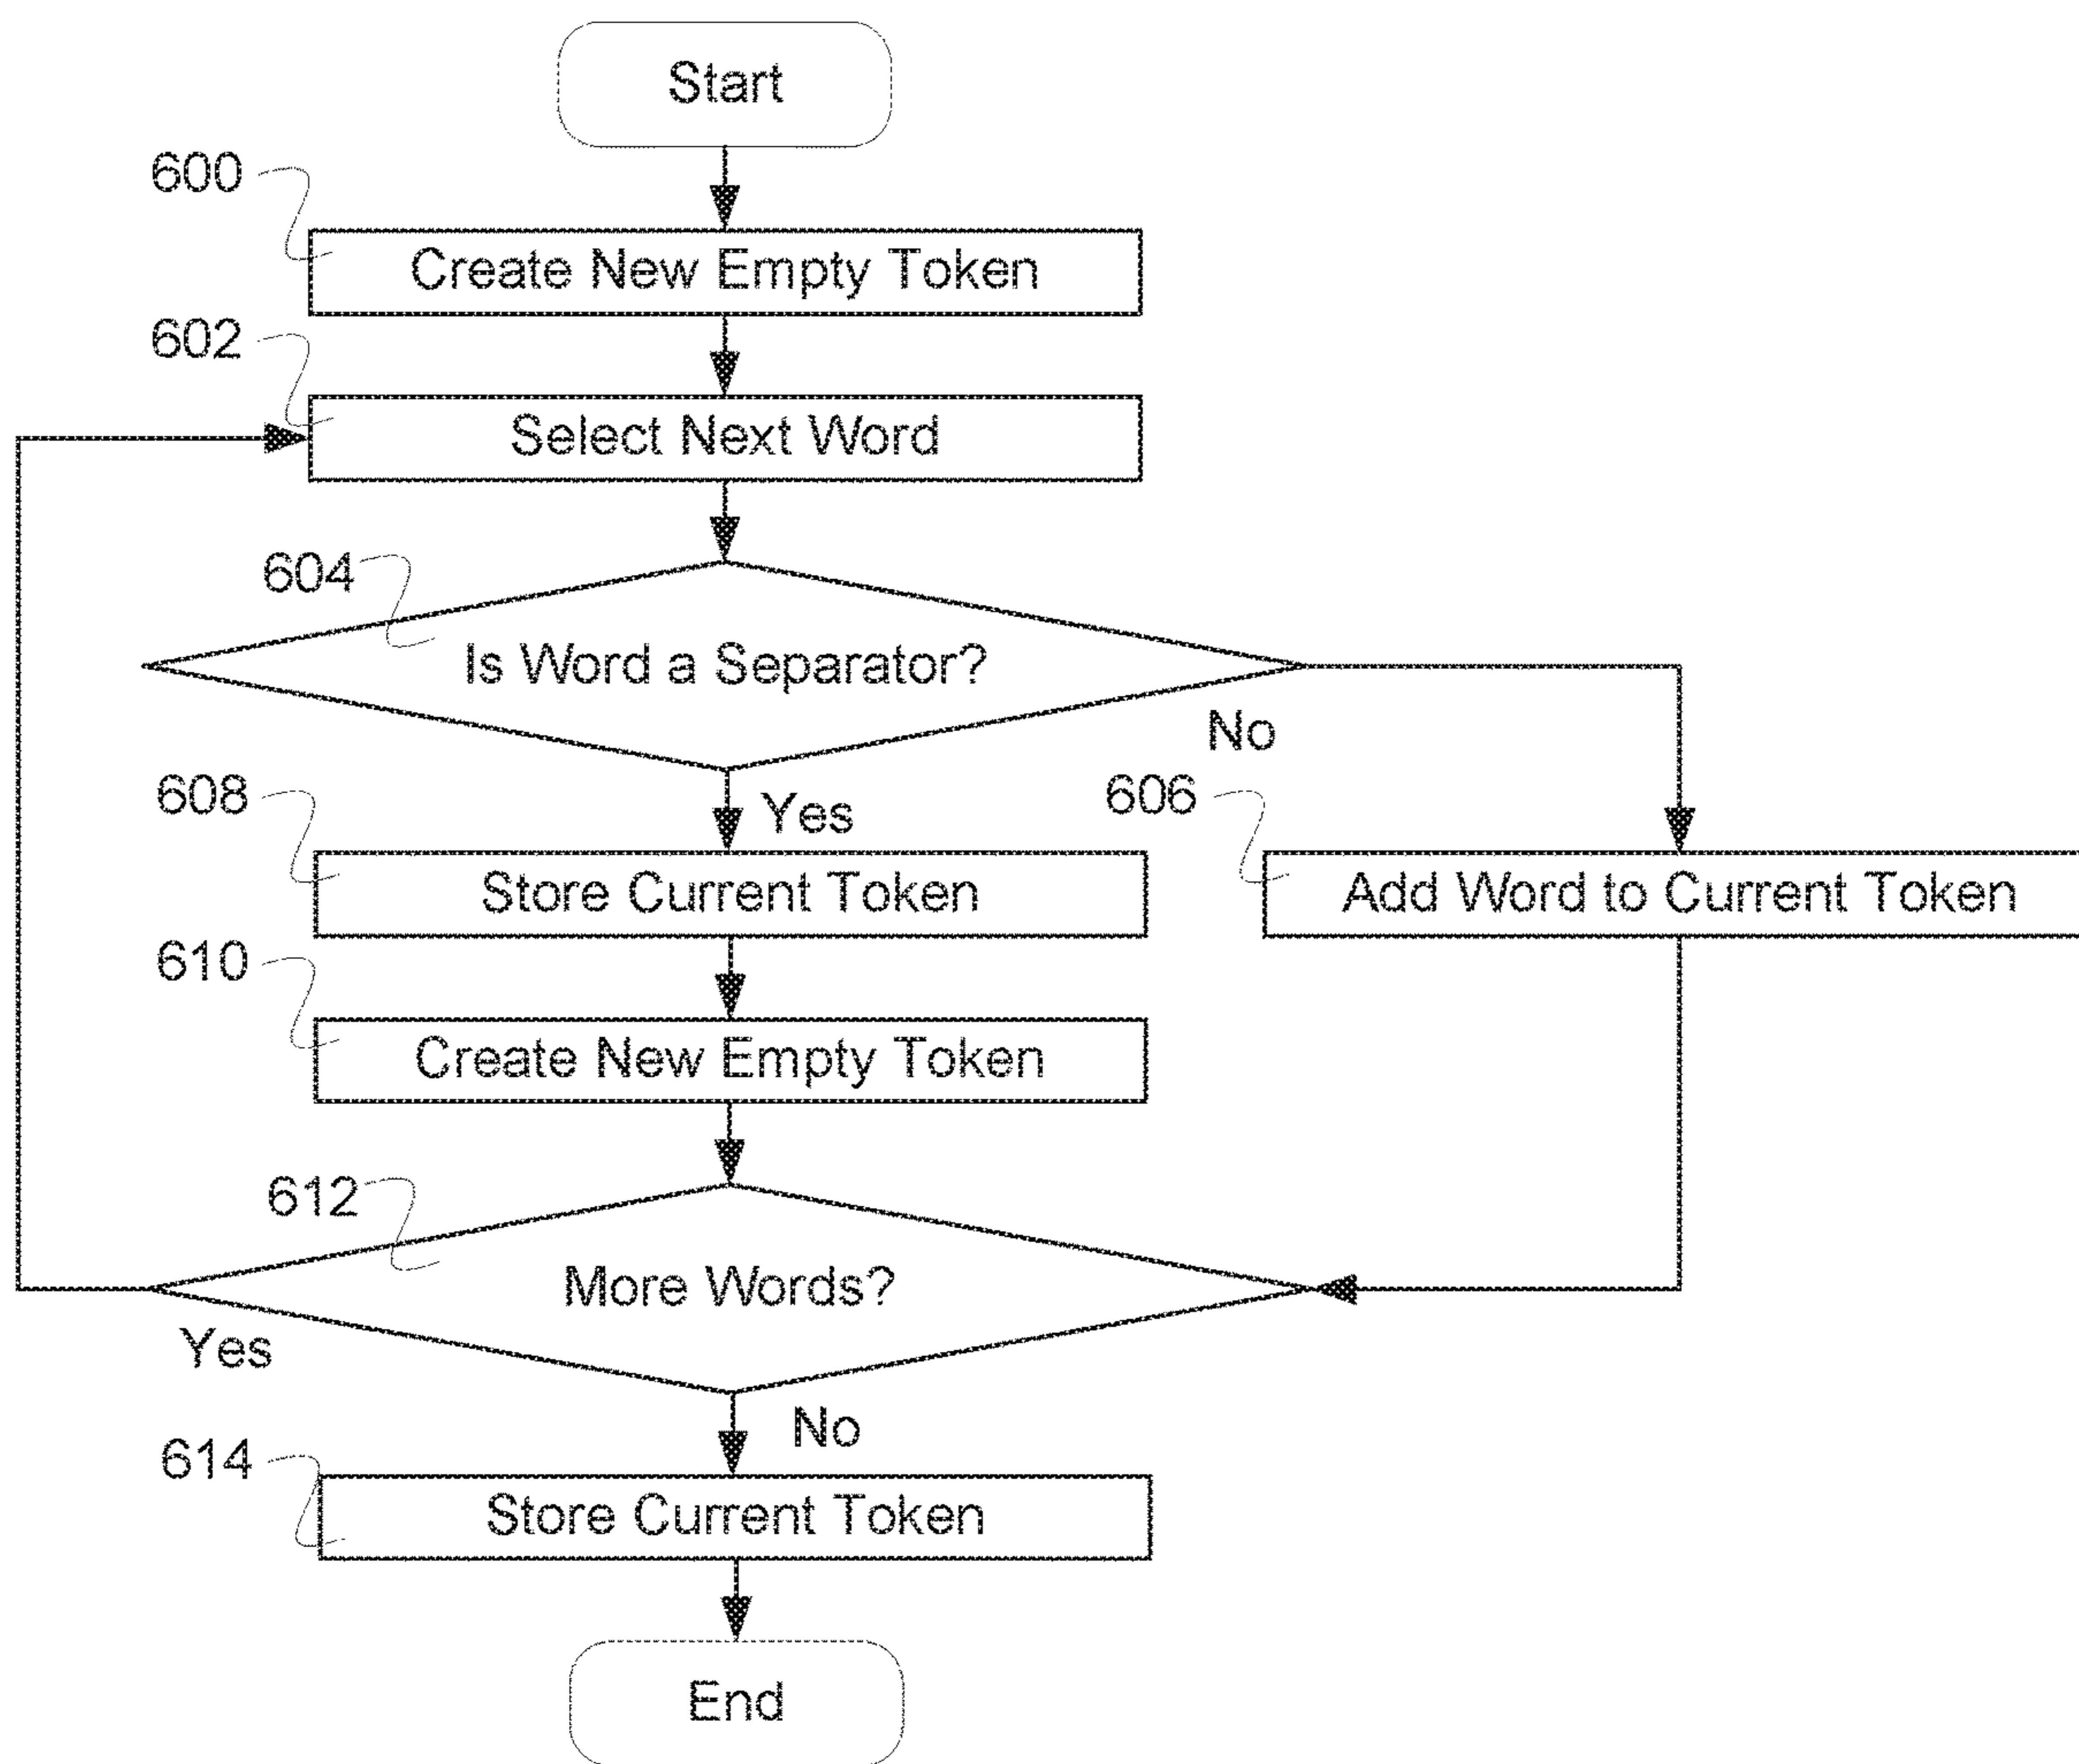 Start
600
Create New Empty Token
602
Select Next Word
604
Is Word a Separator?
No
608
Yes
606
Store Current Token
Add Word to Current Token
610
Create New Empty Token
612
More Words?
Yes
No
614
Store Current Token
End